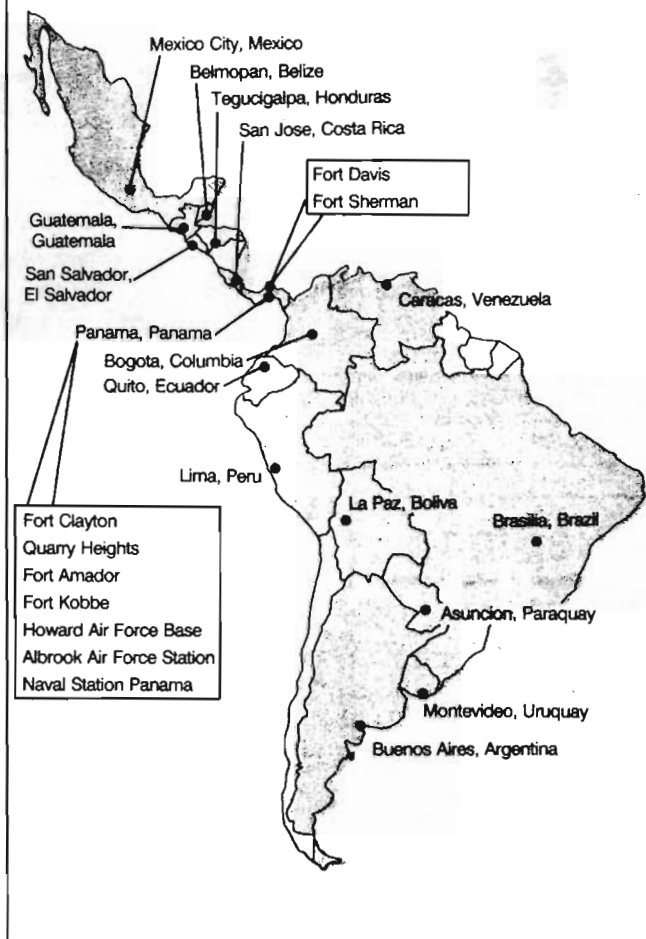 Mexico City, Mexico
Belmopan, Belize
Tegucigalpa, Honduras
San Jose, Costa Rica
Fort Davis
Fort Sherman
Guatemala,
Guatemala
San Salvador,
El Salvador
Caracas, Venezuela
Panama, Panama
Bogota, Columbia
Quito, Ecuador
Lima, Peru
La Paz, Boliva
Brasilia, Brazil
Fort Clayton
Quarry Heights
Fort Amador
Fort Kobbe
Howard Air Force Base
Albrook Air Force Station
Naval Station Panama
Asuncion, Paraquay
Montevideo, Uruquay
Buenos Aires, Argentina